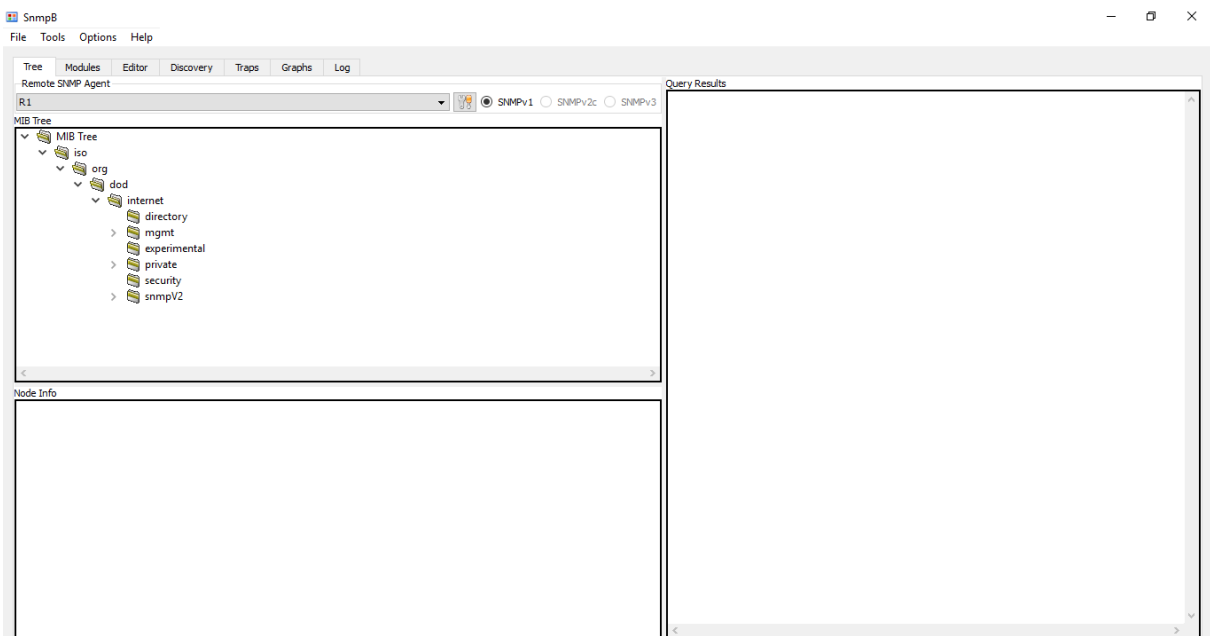 SnmpB
File Tools Options Help
Tree Modules Editor Discovery Traps Graphs Log
Remote SNMP Agent
R1 SNMPv1 SNMPv2c SNMPv3
MIB Tree
MIB Tree
iso
org
dod
internet
directory
mgmt
experimental
private
security
snmpV2
Node Info
Query Results